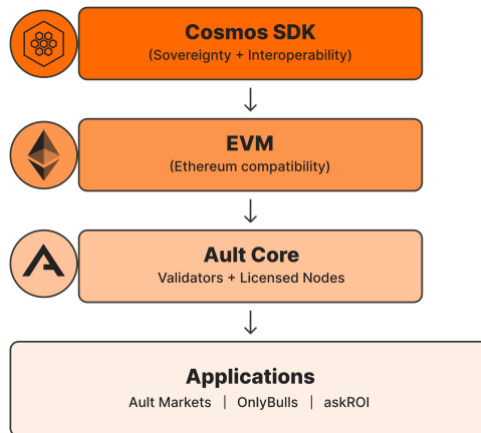 Cosmos SDK
(Sovereignty + Interoperability)
EVM
(Ethereum compatibility)
Ault Core
Validators + Licensed Nodes
Applications
Ault Markets | OnlyBulls | askROI